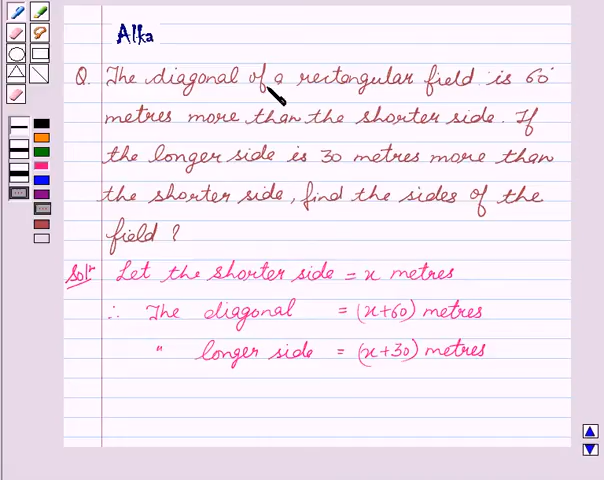 Alka
Q. The diagonal of a rectangular field is 60
metres more than the shorter side. If
the longer side is 30 metres more than
the shorter side, find the sides of the
field ?
Solr. Let the shorter side = x metres
∴ The diagonal = (x+60) metres
" longer side = (x+30) metres